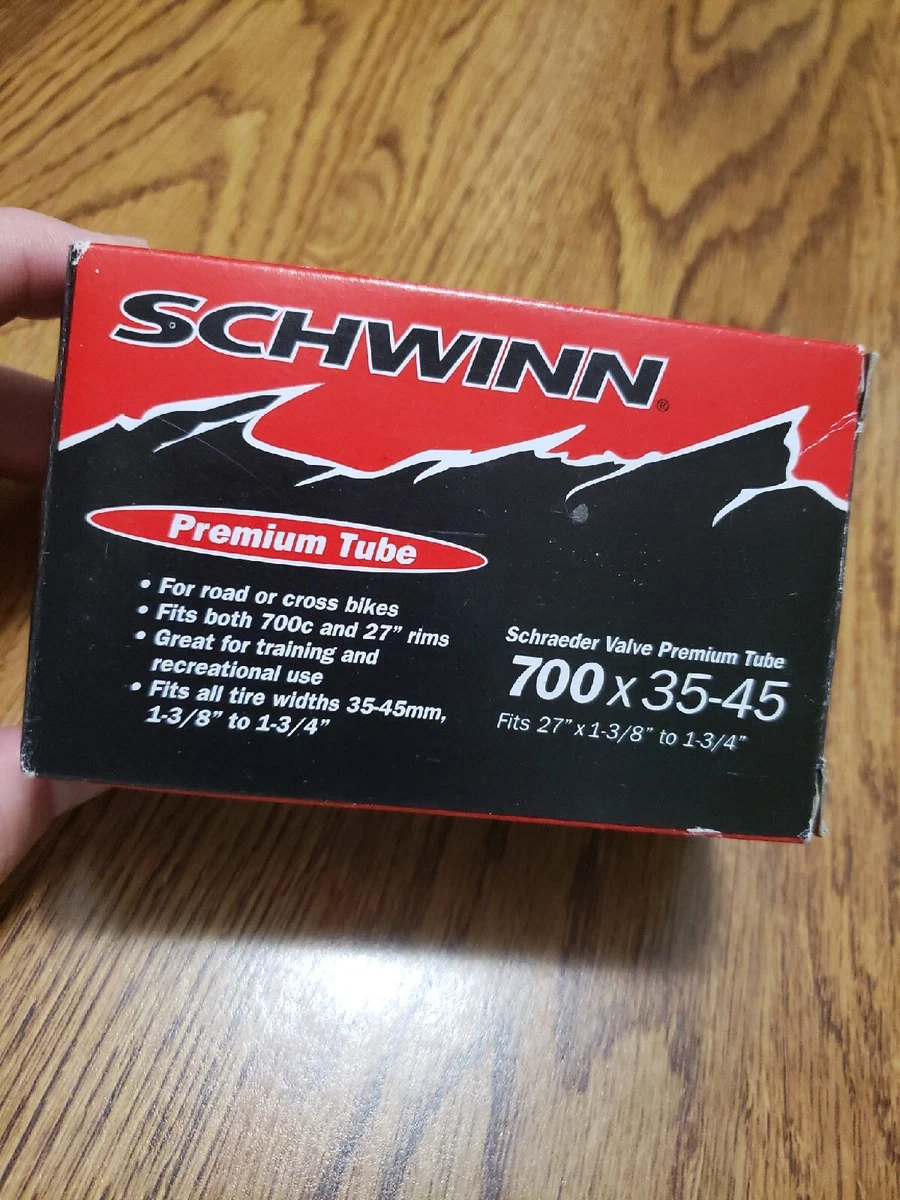 SCHWINN®
Premium Tube
• For road or cross bikes
• Fits both 700c and 27” rims
• Great for training and
recreational use
• Fits all tire widths 35-45mm,
1-3/8” to 1-3/4”
Schraeder Valve Premium Tube
700 x 35-45
Fits 27” x 1-3/8” to 1-3/4”